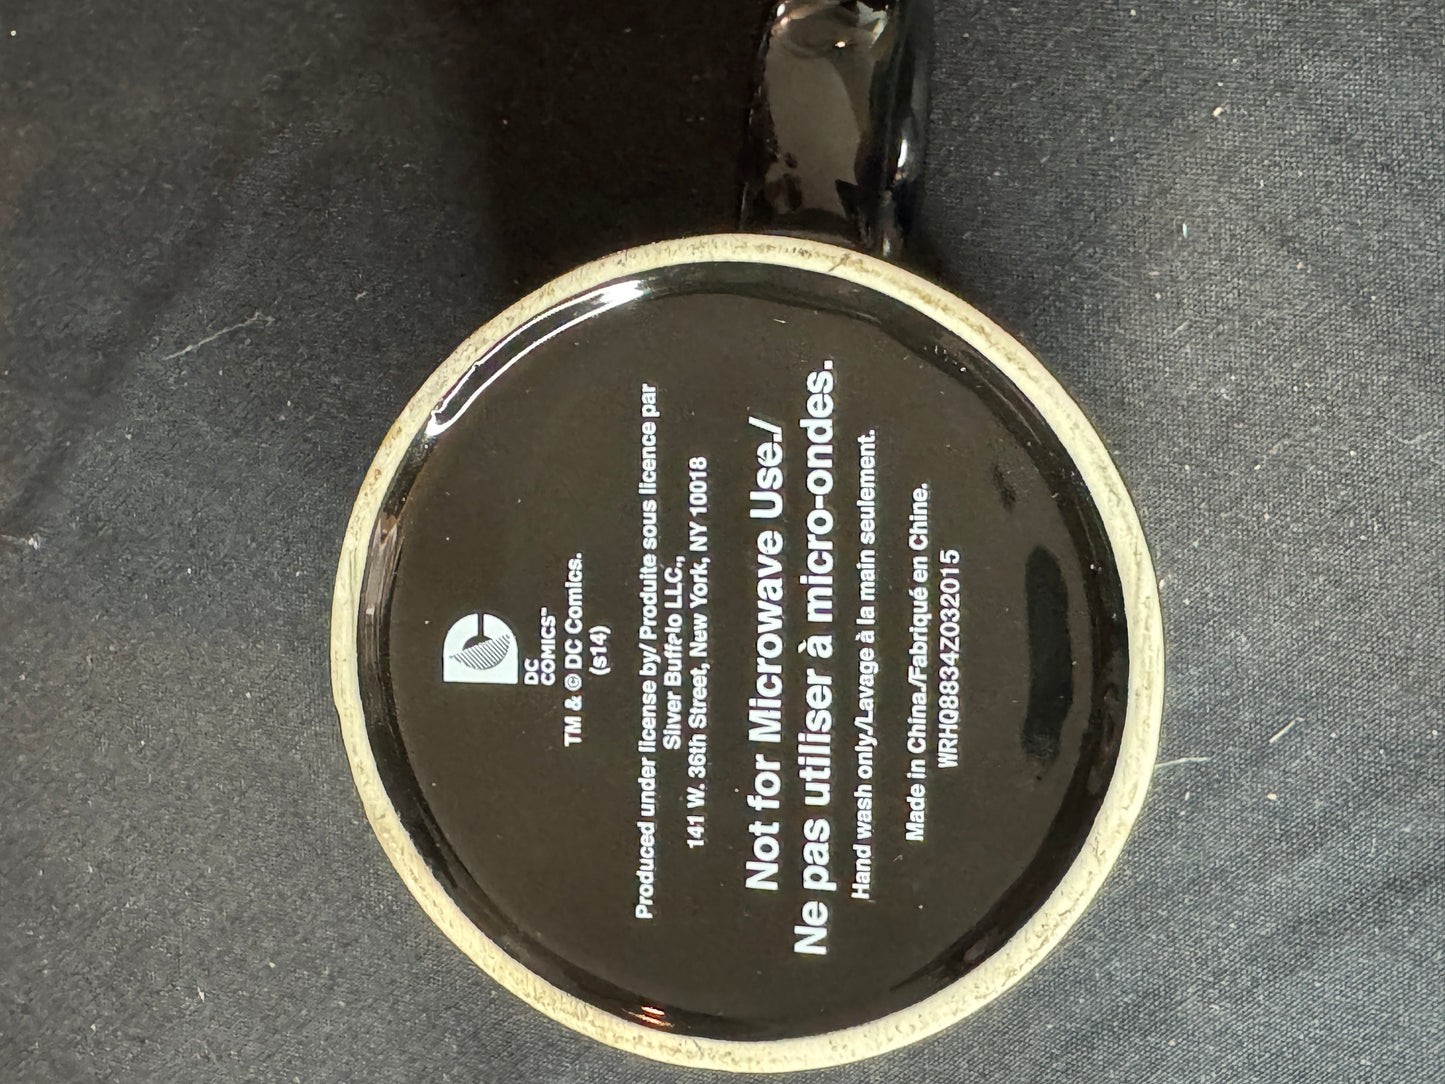 DC
COMICS™
TM & © DC Comics.
(s14)
Produced under license by/ Produite sous licence par
Silver Buffalo LLC.,
141 W. 36th Street, New York, NY 10018
Not for Microwave Use./
Ne pas utiliser à micro-ondes.
Hand wash only./Lavage à la main seulement.
Made in China./Fabriqué en Chine.
WRHQ8834Z032015